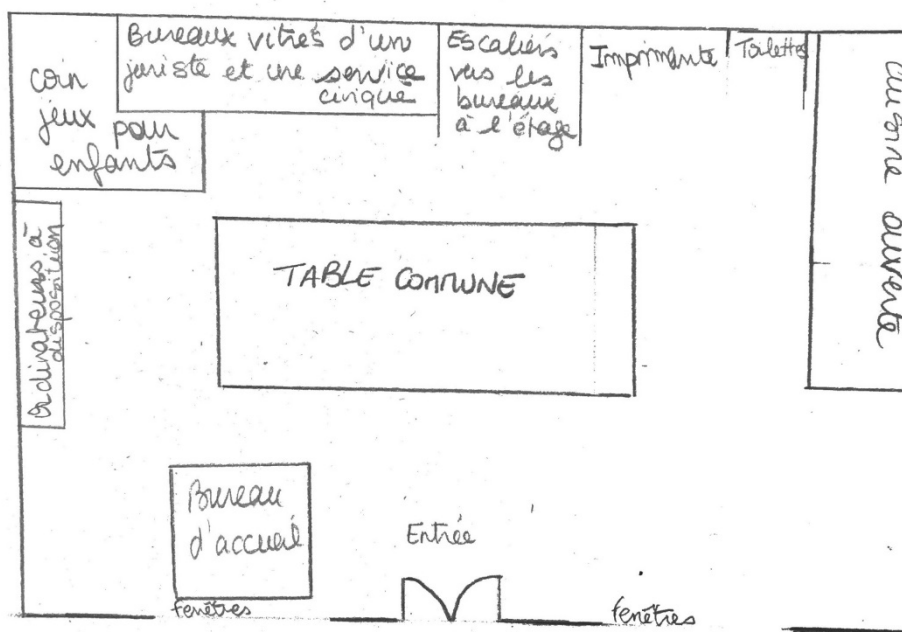 Bureaux vitrés d'un
juriste et une service
civique
Escaliers
vers les
bureaux
à l'étage
Imprimante
Toilettes
coin
jeux pour
enfants
cuisine ouverte
Ordinateurs à
disposition
TABLE COMMUNE
Bureau
d'accueil
Entrée
fenêtres
fenêtres